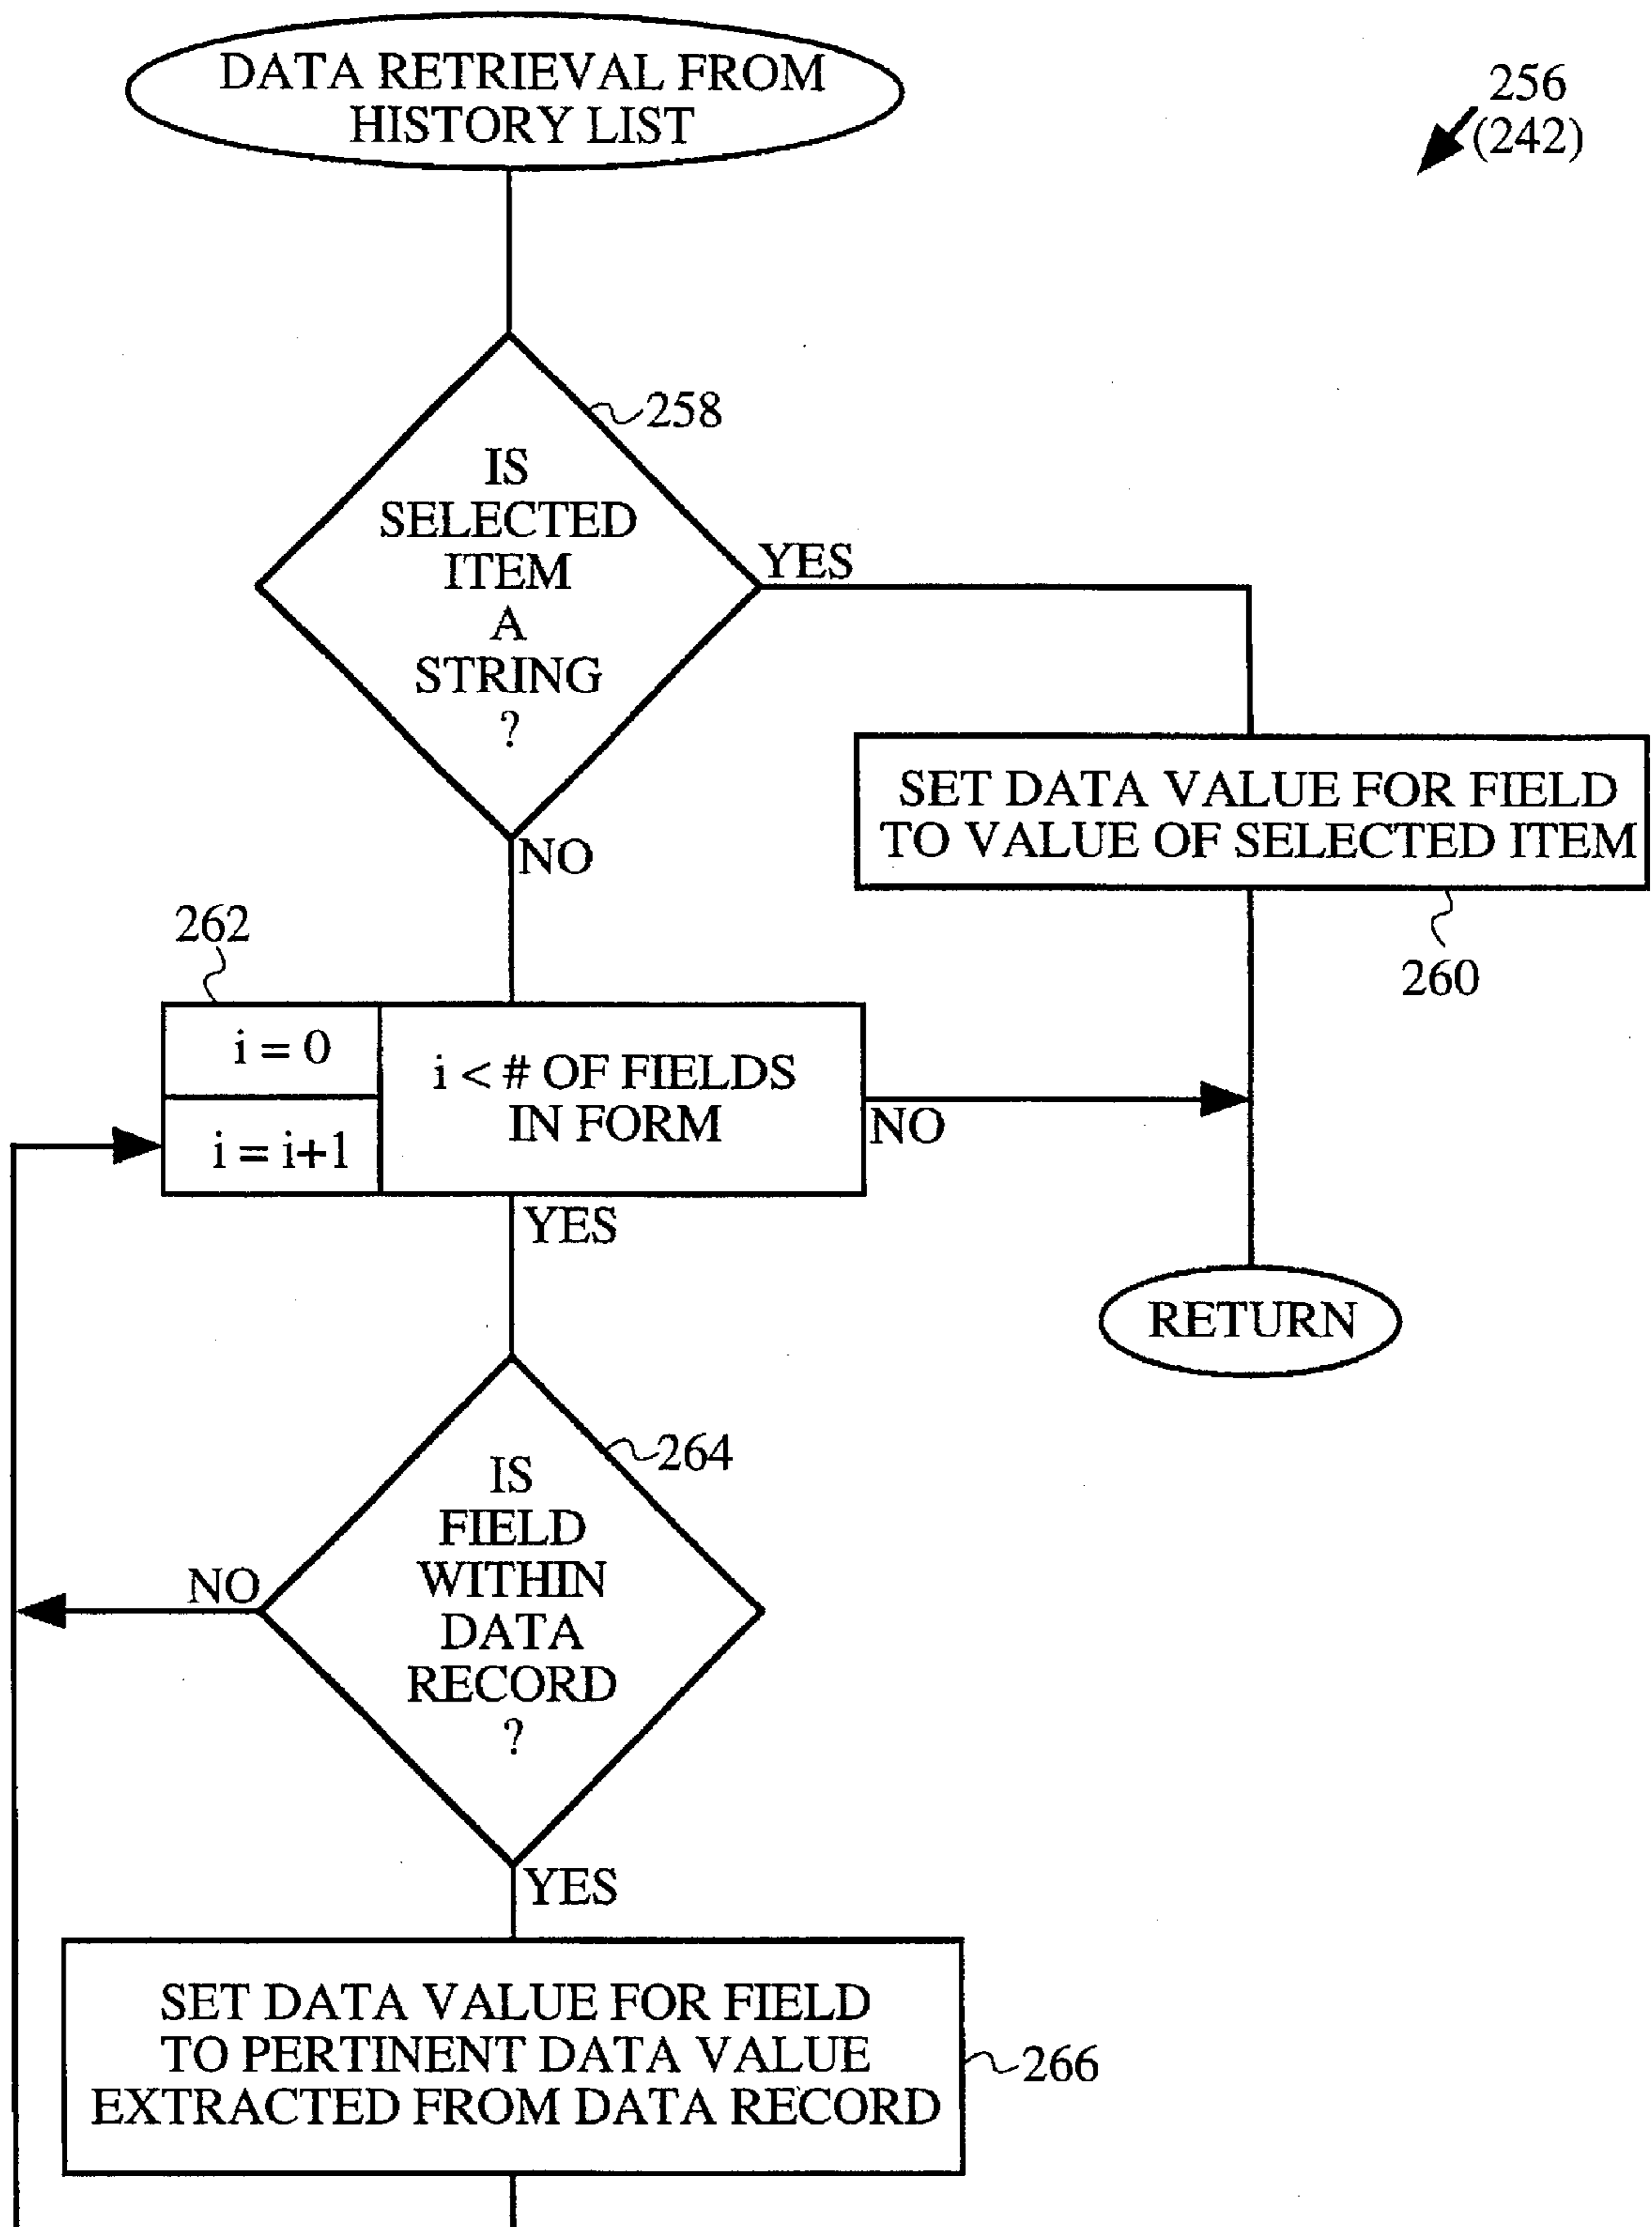 DATA RETRIEVAL FROM
HISTORY LIST
256
(242)
258
IS
SELECTED
ITEM
A
STRING
?
YES
SET DATA VALUE FOR FIELD
TO VALUE OF SELECTED ITEM
260
NO
262
i = 0
i = i+1
i < # OF FIELDS
IN FORM
NO
YES
RETURN
264
IS
FIELD
WITHIN
DATA
RECORD
?
NO
YES
SET DATA VALUE FOR FIELD
TO PERTINENT DATA VALUE
EXTRACTED FROM DATA RECORD
266